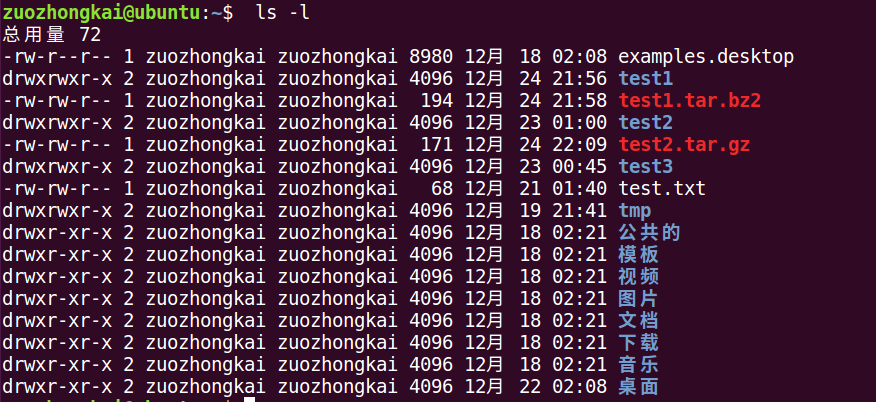 zuozhongkai@ubuntu:~$  ls -l
总用量 72
-rw-r--r-- 1 zuozhongkai zuozhongkai 8980 12月 18 02:08 examples.desktop
drwxrwxr-x 2 zuozhongkai zuozhongkai 4096 12月 24 21:56 test1
-rw-rw-r-- 1 zuozhongkai zuozhongkai  194 12月 24 21:58 test1.tar.bz2
drwxrwxr-x 2 zuozhongkai zuozhongkai 4096 12月 23 01:00 test2
-rw-rw-r-- 1 zuozhongkai zuozhongkai  171 12月 24 22:09 test2.tar.gz
drwxrwxr-x 2 zuozhongkai zuozhongkai 4096 12月 23 00:45 test3
-rw-rw-r-- 1 zuozhongkai zuozhongkai   68 12月 21 01:40 test.txt
drwxrwxr-x 2 zuozhongkai zuozhongkai 4096 12月 19 21:41 tmp
drwxr-xr-x 2 zuozhongkai zuozhongkai 4096 12月 18 02:21 公共的
drwxr-xr-x 2 zuozhongkai zuozhongkai 4096 12月 18 02:21 模板
drwxr-xr-x 2 zuozhongkai zuozhongkai 4096 12月 18 02:21 视频
drwxr-xr-x 2 zuozhongkai zuozhongkai 4096 12月 18 02:21 图片
drwxr-xr-x 2 zuozhongkai zuozhongkai 4096 12月 18 02:21 文档
drwxr-xr-x 2 zuozhongkai zuozhongkai 4096 12月 18 02:21 下载
drwxr-xr-x 2 zuozhongkai zuozhongkai 4096 12月 18 02:21 音乐
drwxr-xr-x 2 zuozhongkai zuozhongkai 4096 12月 22 02:08 桌面